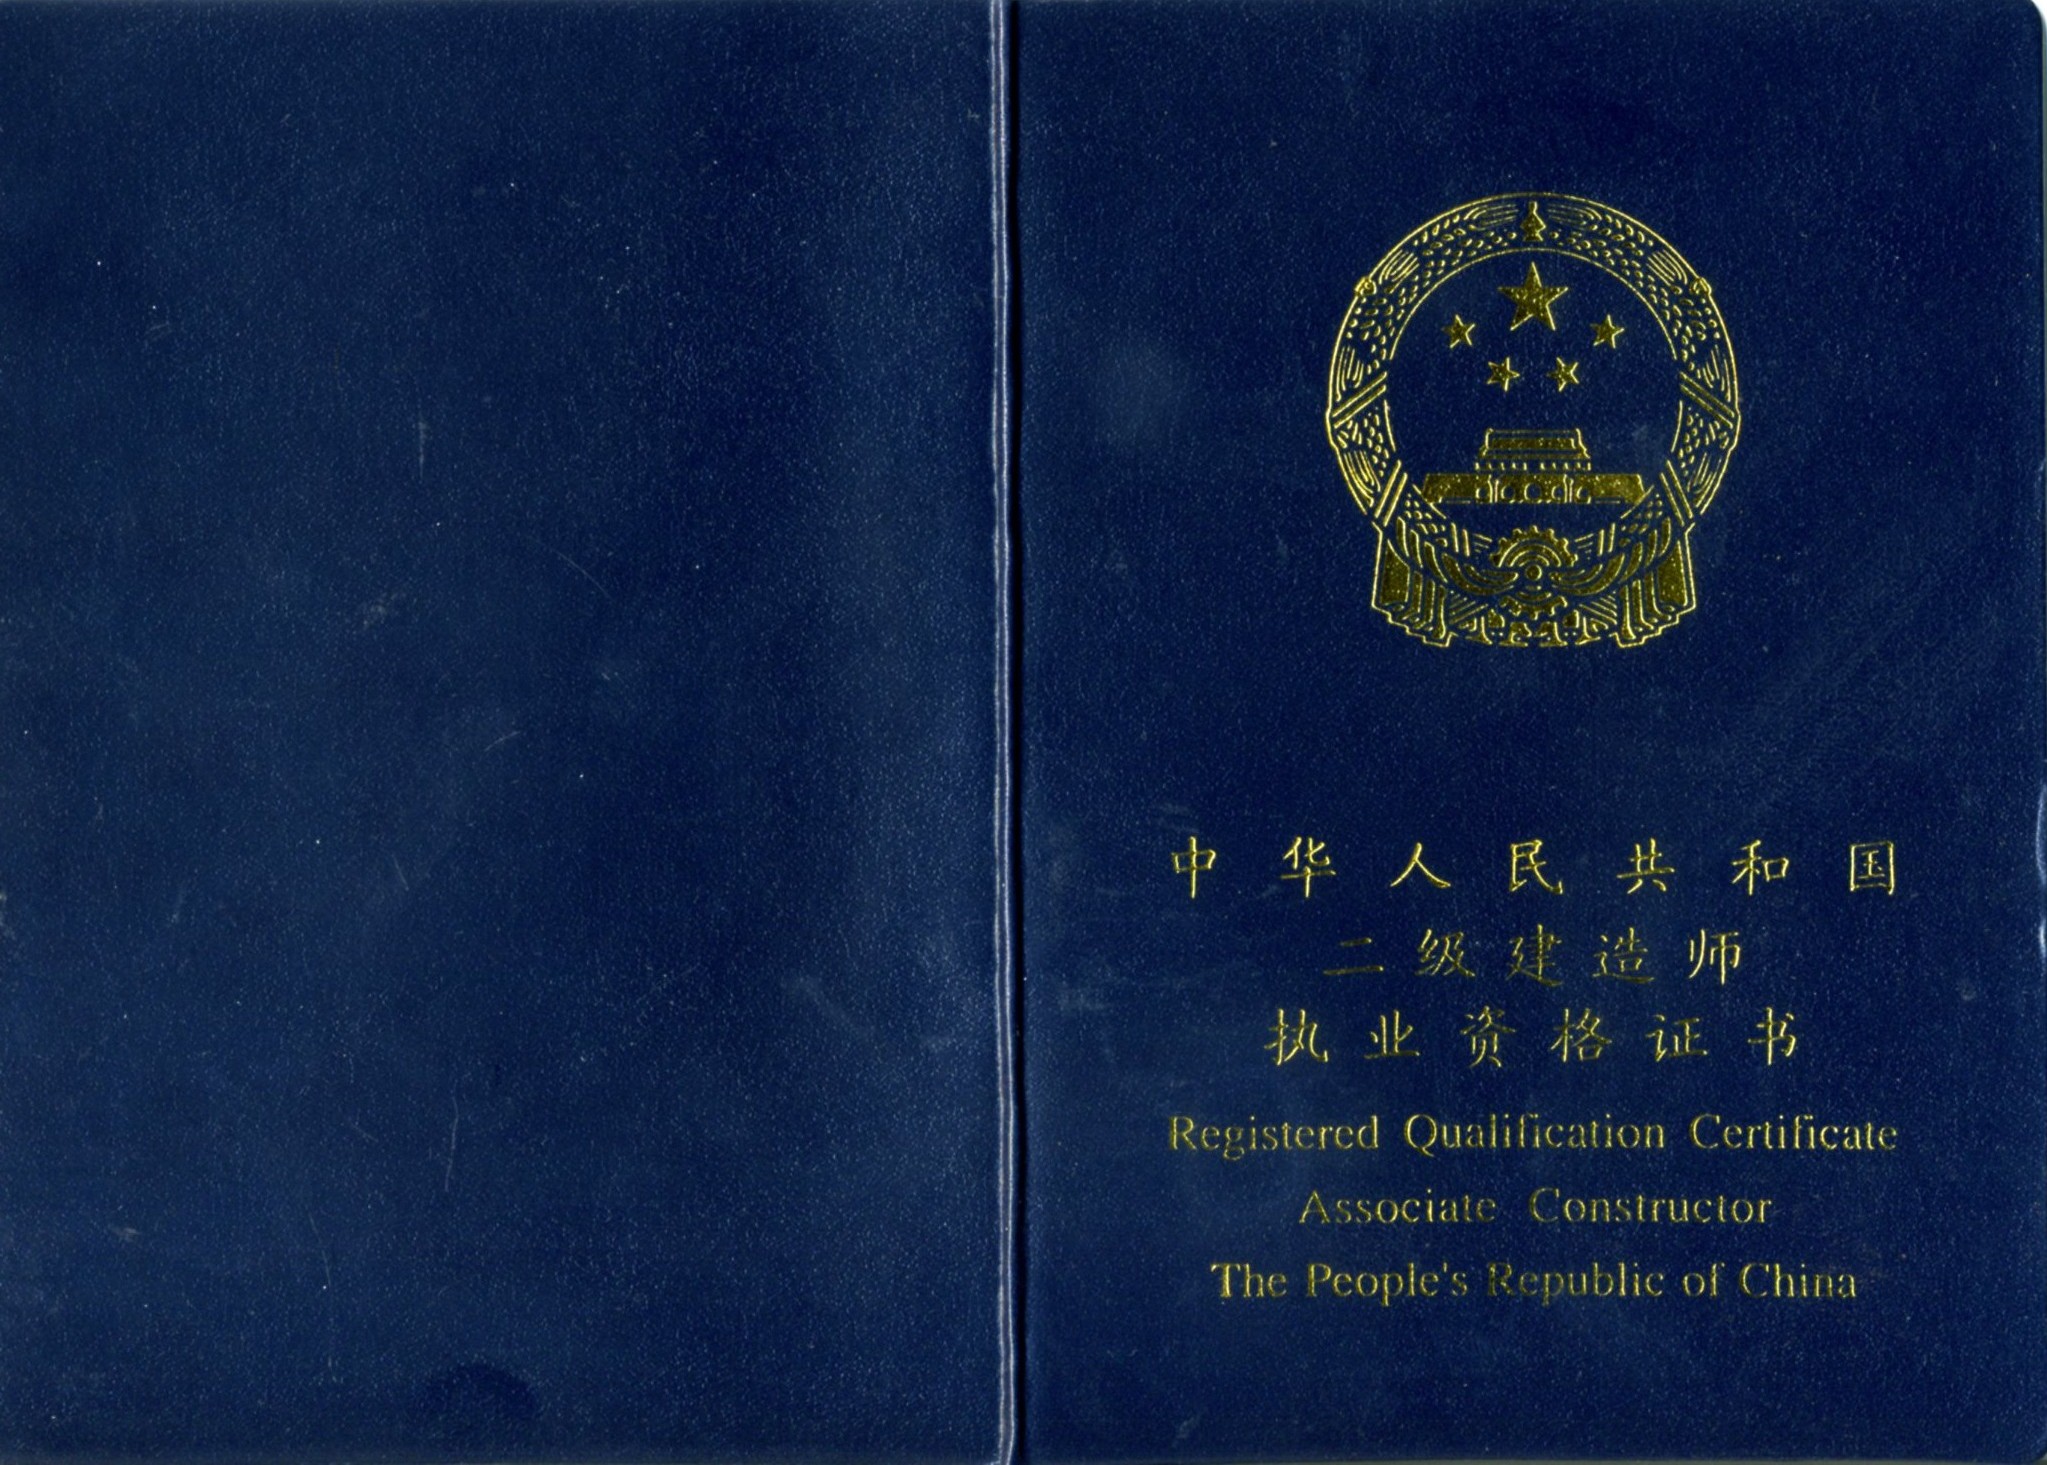 中华人民共和国
二级建造师
执业资格证书
Registered Qualification Certificate
Associate Constructor
The People's Republic of China